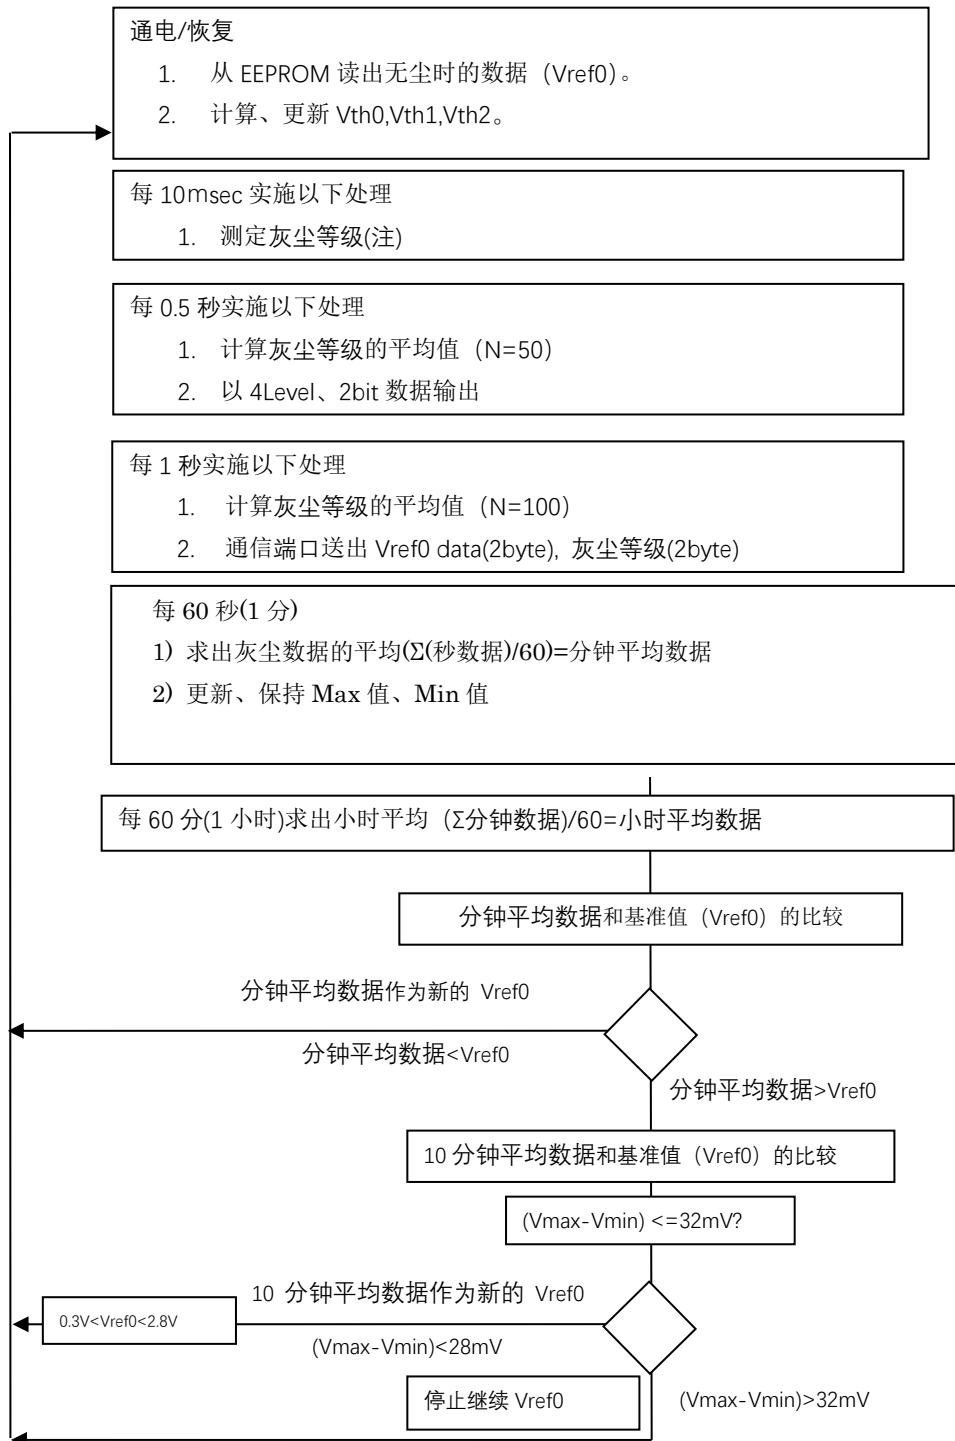 通电/恢复
1. 从 EEPROM 读出无尘时的数据（Vref0）。
2. 计算、更新 Vth0,Vth1,Vth2。
每 10msec 实施以下处理
1. 测定灰尘等级(注)
每 0.5 秒实施以下处理
1. 计算灰尘等级的平均值（N=50）
2. 以 4Level、2bit 数据输出
每 1 秒实施以下处理
1. 计算灰尘等级的平均值（N=100）
2. 通信端口送出 Vref0 data(2byte), 灰尘等级(2byte)
每 60 秒(1 分)
1) 求出灰尘数据的平均(Σ(秒数据)/60)=分钟平均数据
2) 更新、保持 Max 值、Min 值
每 60 分(1 小时)求出小时平均（Σ分钟数据)/60=小时平均数据
分钟平均数据和基准值（Vref0）的比较
分钟平均数据作为新的 Vref0
分钟平均数据<Vref0
分钟平均数据>Vref0
10 分钟平均数据和基准值（Vref0）的比较
(Vmax-Vmin) <=32mV?
10 分钟平均数据作为新的 Vref0
0.3V<Vref0<2.8V
(Vmax-Vmin)<28mV
停止继续 Vref0
(Vmax-Vmin)>32mV